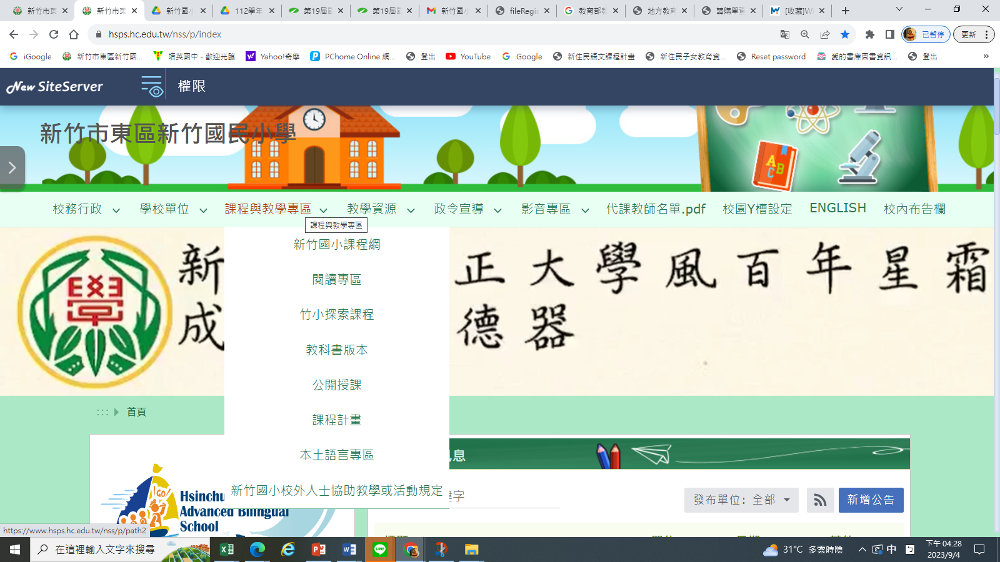 新竹市東
新竹市東
新竹國小
112學年
第19屆國
第19屆國
新竹國小
fileRegis
教育部教
地方教育
請購單宣
[收藏]W
hsps.hc.edu.tw/nss/p/index
已暫停
更新
iGoogle
新竹市東區新竹國...
培英國中 - 歡迎光臨
Yahoo!奇摩
PChome Online 網...
登出
YouTube
Google
新住民語文課程計畫
新住民子女教育資...
Reset password
愛的書庫圖書資訊...
登出
New SiteServer
權限
新竹市東區新竹國民小學
校務行政
學校單位
課程與教學專區
教學資源
政令宣導
影音專區
代課教師名單.pdf
校園Y槽設定
ENGLISH
校內布告欄
課程與教學專區
新竹國小課程網
閱讀專區
竹小探索課程
教科書版本
公開授課
課程計畫
本土語言專區
新竹國小校外人士協助教學或活動規定
新 正大學風百年星霜
成 德器
::: 首頁
息
鍵字
發布單位: 全部
新增公告
Hsinchu
Advanced Bilingual
School
GO!
A B C
https://www.hsps.hc.edu.tw/nss/p/path2
在這裡輸入文字來搜尋
31°C 多雲時陰
中
下午 04:28
2023/9/4